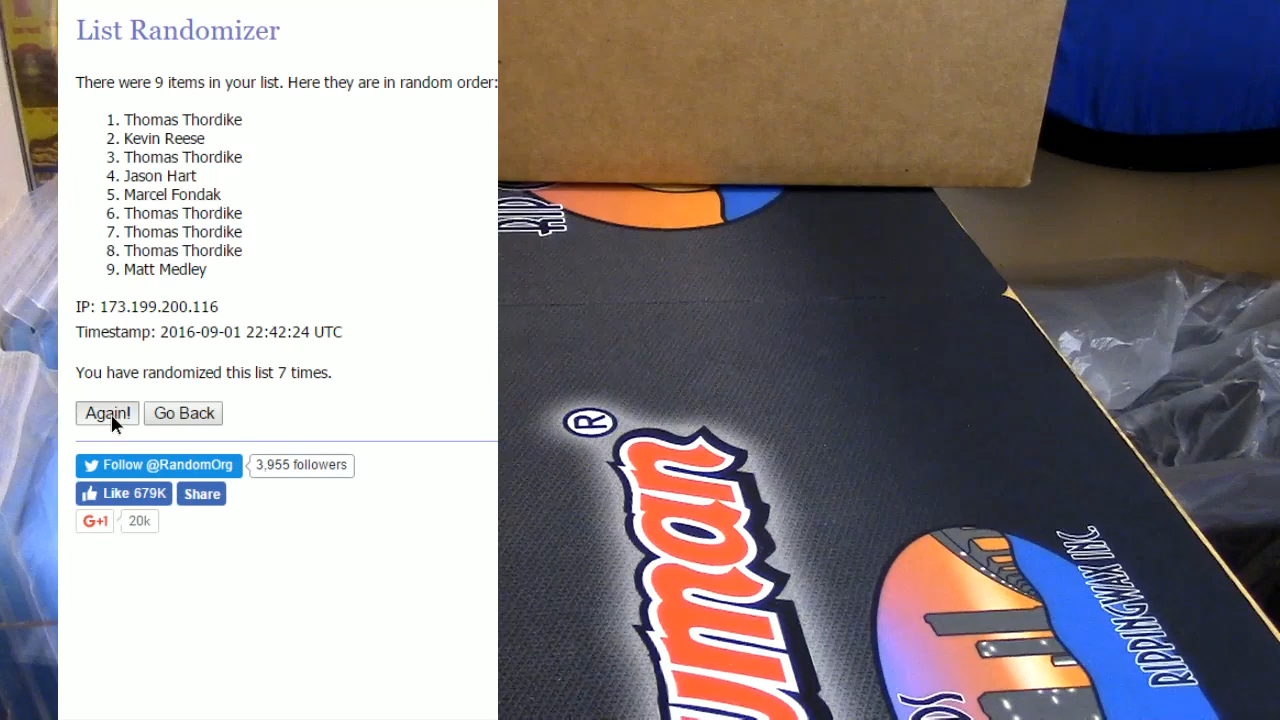 List Randomizer
There were 9 items in your list. Here they are in random order:
1. Thomas Thordike
2. Kevin Reese
3. Thomas Thordike
4. Jason Hart
5. Marcel Fondak
6. Thomas Thordike
7. Thomas Thordike
8. Thomas Thordike
9. Matt Medley
IP: 173.199.200.116
Timestamp: 2016-09-01 22:42:24 UTC
You have randomized this list 7 times.
Again! Go Back
Follow @RandomOrg 3,955 followers
Like 679K Share
G+1 20k
®
RIPPINGWAX INC.